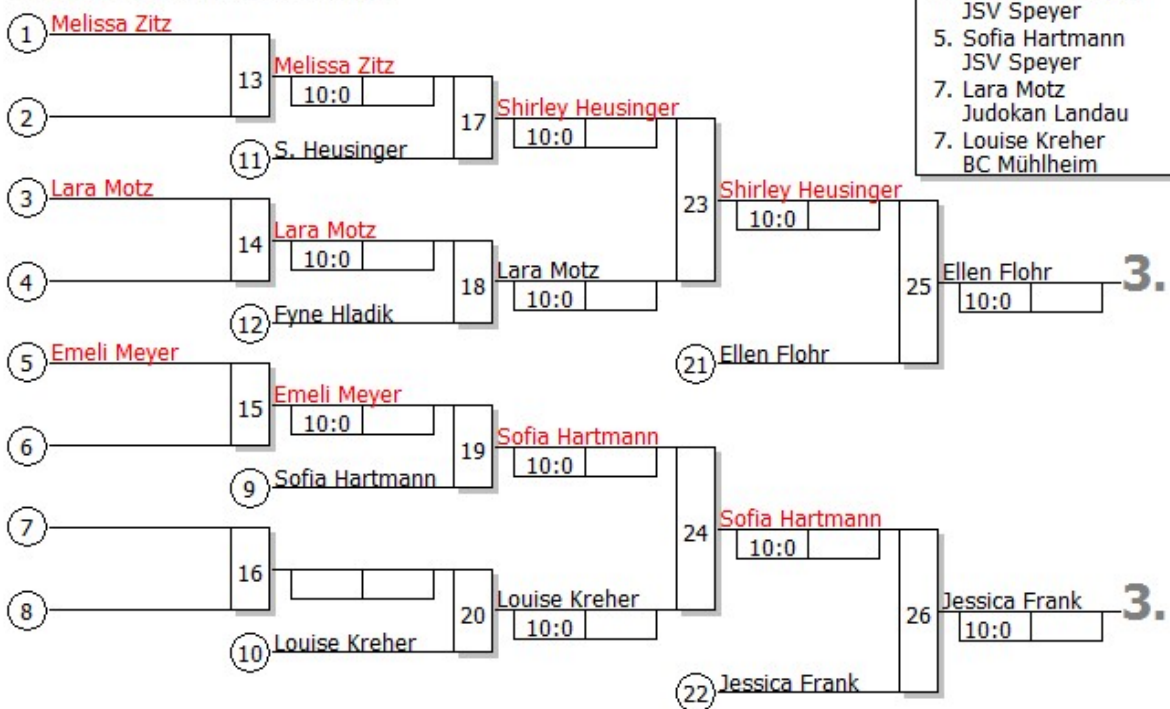 JSV Speyer
5. Sofia Hartmann
JSV Speyer
7. Lara Motz
Judokan Landau
7. Louise Kreher
BC Mühlheim
1 Melissa Zitz
2
13 Melissa Zitz
10:0
11 S. Heusinger
17 Shirley Heusinger
10:0
3 Lara Motz
4
14 Lara Motz
10:0
12 Fyne Hladik
18 Lara Motz
10:0
23 Shirley Heusinger
10:0
21 Ellen Flohr
25 Ellen Flohr 3.
10:0
5 Emeli Meyer
6
15 Emeli Meyer
10:0
9 Sofia Hartmann
19 Sofia Hartmann
10:0
7
8
16
10 Louise Kreher
20 Louise Kreher
10:0
24 Sofia Hartmann
10:0
22 Jessica Frank
26 Jessica Frank 3.
10:0